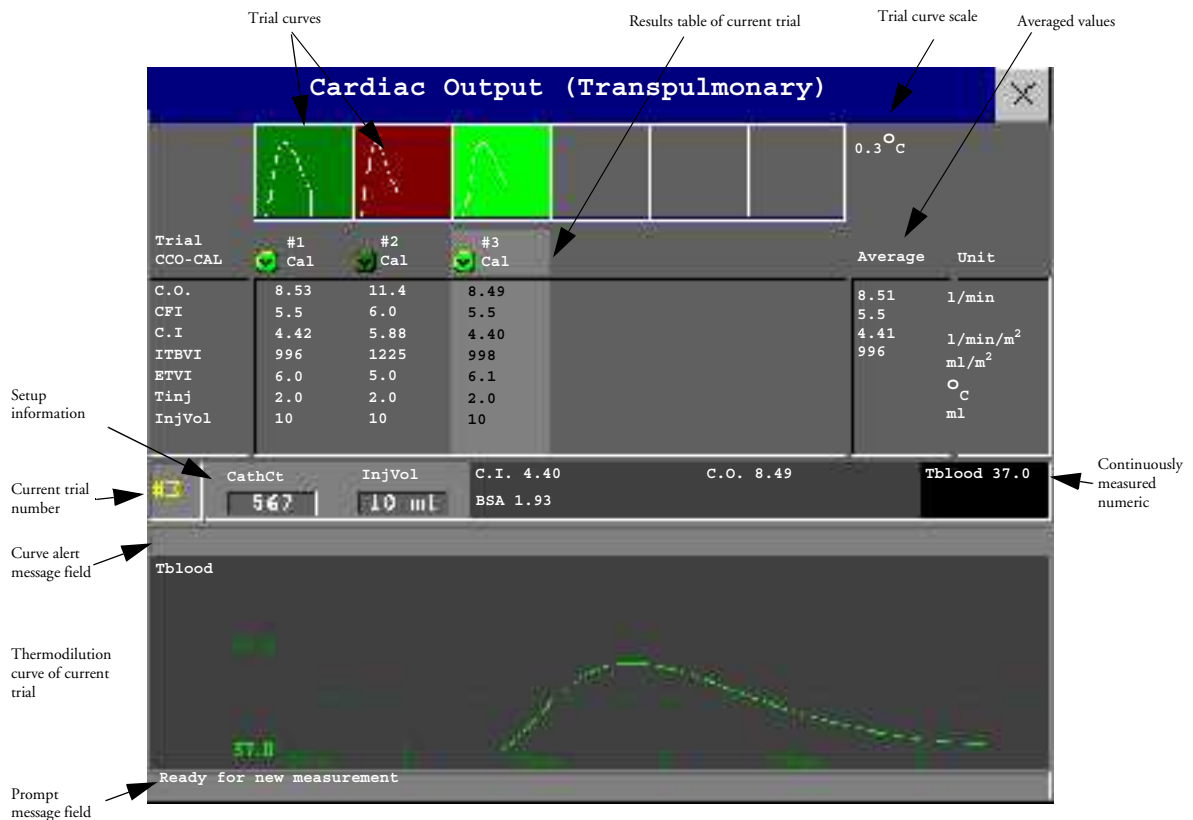 Trial curves
Results table of current trial
Trial curve scale
Averaged values
Cardiac Output (Transpulmonary)
0.3°C
Trial #1 #2 #3
CCO-CAL Cal Cal Cal Average Unit
C.O. 8.53 11.4 8.49 8.51 l/min
CFI 5.5 6.0 5.5 5.5
C.I 4.42 5.88 4.40 4.41 l/min/m²
ITBVI 996 1225 998 996 ml/m²
ETVI 6.0 5.0 6.1
Tinj 2.0 2.0 2.0 °C
InjVol 10 10 10 ml
Setup
information
CathCt InjVol C.I. 4.40 C.O. 8.49 Tblood 37.0
#3 567 10 ml BSA 1.93
Continuously
measured
numeric
Current trial
number
Curve alert
message field
Tblood
Thermodilution
curve of current
trial
37.0
Ready for new measurement
Prompt
message field